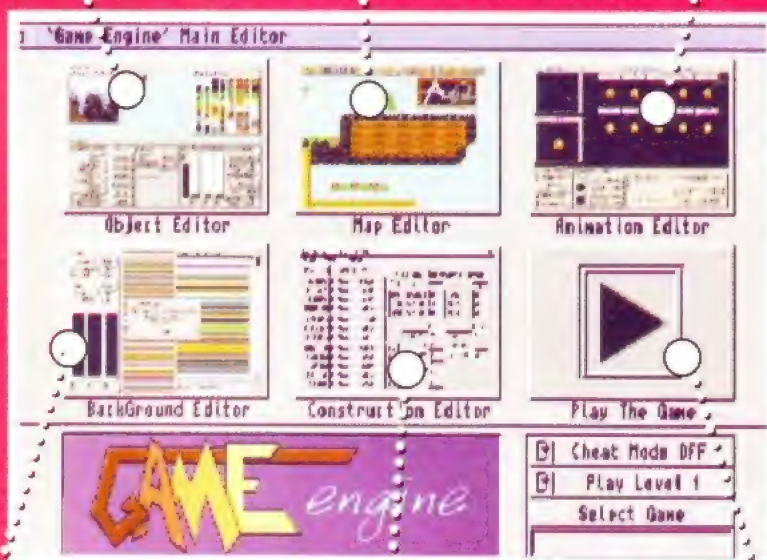 'Game Engine' Main Editor
Object Editor
Map Editor
Animation Editor
BackGround Editor
Construction Editor
Play The Game
GAME engine
Cheat Mode OFF
Play Level 1
Select Game